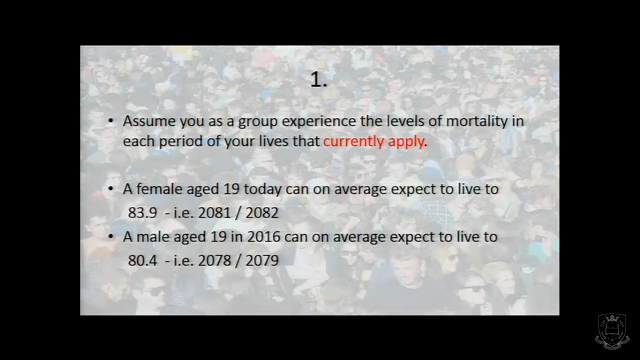 1.
• Assume you as a group experience the levels of mortality in
each period of your lives that currently apply.
• A female aged 19 today can on average expect to live to
83.9 - i.e. 2081 / 2082
• A male aged 19 in 2016 can on average expect to live to
80.4 - i.e. 2078 / 2079